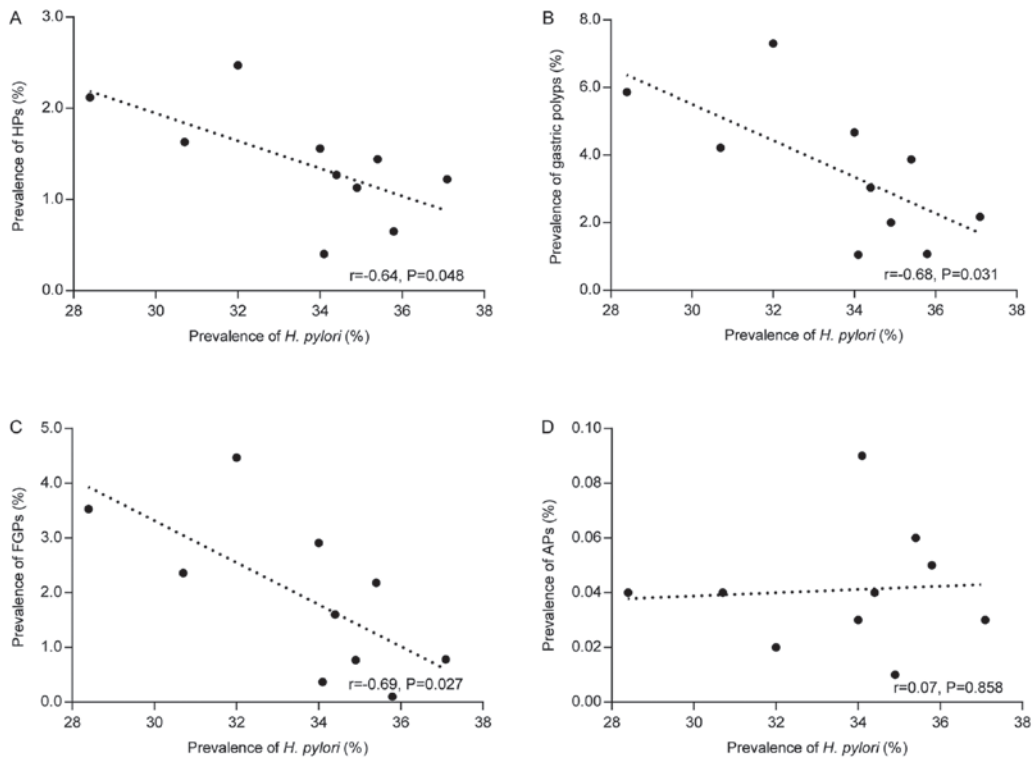 A
3.0
2.0
1.0
0.0
Prevalence of HPs (%)
r=-0.64, P=0.048
28 30 32 34 36 38
Prevalence of H. pylori (%)
B
8.0
6.0
4.0
2.0
0.0
Prevalence of gastric polyps (%)
r=-0.68, P=0.031
28 30 32 34 36 38
Prevalence of H. pylori (%)
C
5.0
4.0
3.0
2.0
1.0
0.0
Prevalence of FGPs (%)
r=-0.69, P=0.027
28 30 32 34 36 38
Prevalence of H. pylori (%)
D
0.10
0.08
0.06
0.04
0.02
0.00
Prevalence of APs (%)
r=0.07, P=0.858
28 30 32 34 36 38
Prevalence of H. pylori (%)